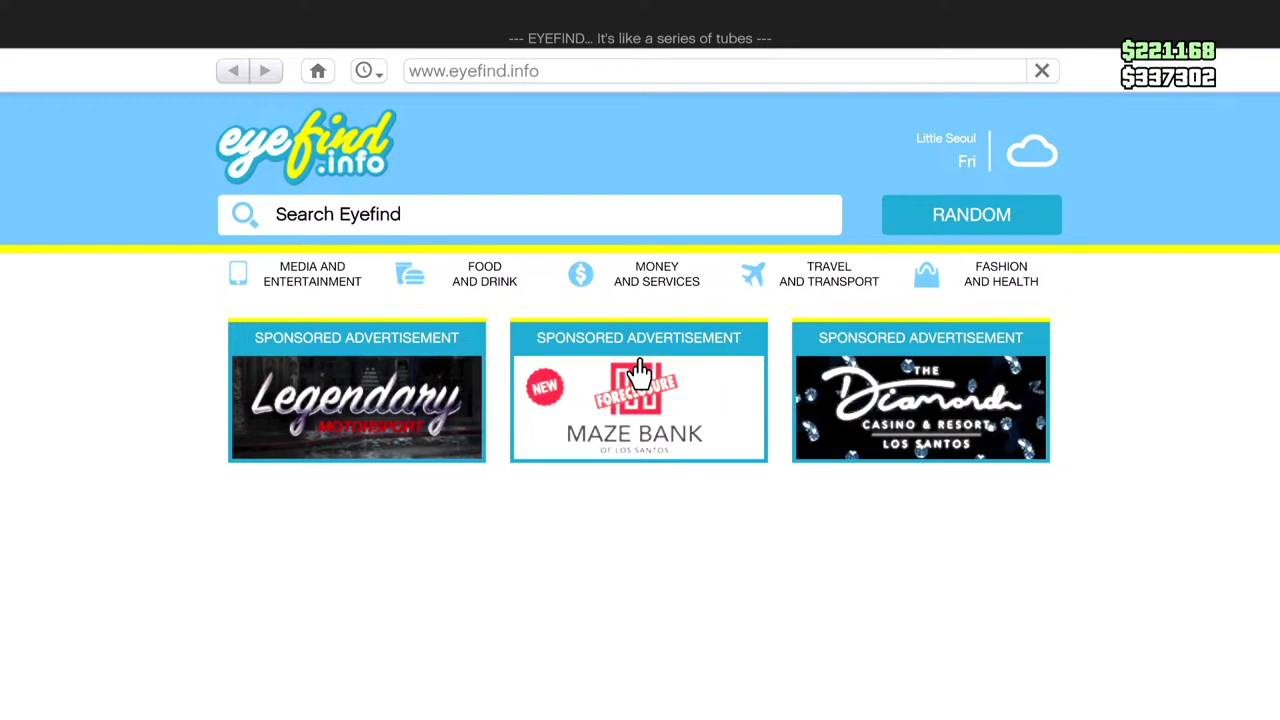 --- EYEFIND... It's like a series of tubes ---
$221168
$337302
www.eyefind.info
eyefind
.info
Little Seoul
Fri
Search Eyefind
RANDOM
MEDIA AND
ENTERTAINMENT
FOOD
AND DRINK
MONEY
AND SERVICES
TRAVEL
AND TRANSPORT
FASHION
AND HEALTH
SPONSORED ADVERTISEMENT
Legendary
MOTORSPORT
SPONSORED ADVERTISEMENT
NEW
FORECLOSURE
MAZE BANK
OF LOS SANTOS
SPONSORED ADVERTISEMENT
THE
Diamond
CASINO & RESORT
LOS SANTOS